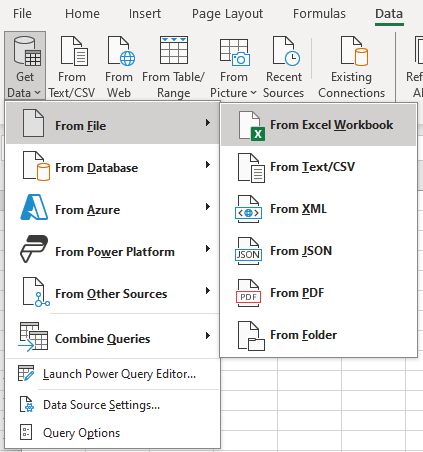 File Home Insert Page Layout Formulas Data
Get Data From Text/CSV From Web From Table/ Range From Picture Recent Sources Existing Connections Ref Al
From File
From Database
From Azure
From Power Platform
From Other Sources
Combine Queries
Launch Power Query Editor...
Data Source Settings...
Query Options
From Excel Workbook
From Text/CSV
From XML
JSON From JSON
PDF From PDF
From Folder